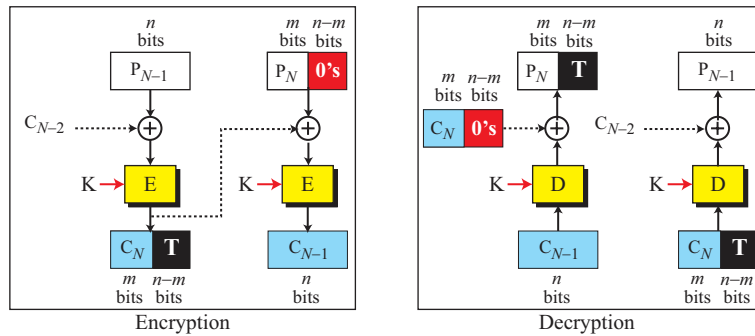 n bits
m bits n–m bits
P_{N–1}
P_N 0's
C_{N–2}
+
+
K E
K E
C_N T
C_{N–1}
m bits n–m bits
n bits
Encryption
m bits n–m bits
n bits
P_N T
P_{N–1}
m bits n–m bits
C_N 0's
+
C_{N–2}
+
K D
K D
C_{N–1}
C_N T
n bits
m bits n–m bits
Decryption